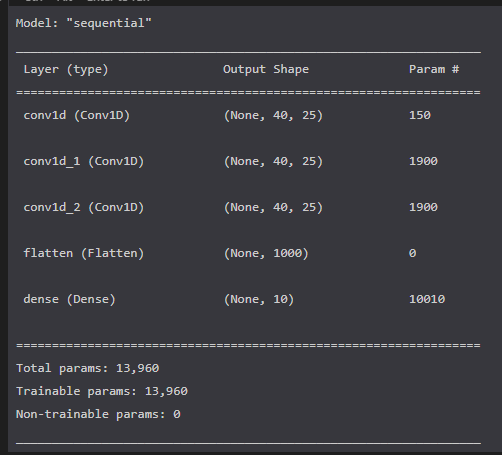 Model: "sequential"
Layer (type) Output Shape Param #
conv1d (Conv1D) (None, 40, 25) 150
conv1d_1 (Conv1D) (None, 40, 25) 1900
conv1d_2 (Conv1D) (None, 40, 25) 1900
flatten (Flatten) (None, 1000) 0
dense (Dense) (None, 10) 10010
Total params: 13,960
Trainable params: 13,960
Non-trainable params: 0